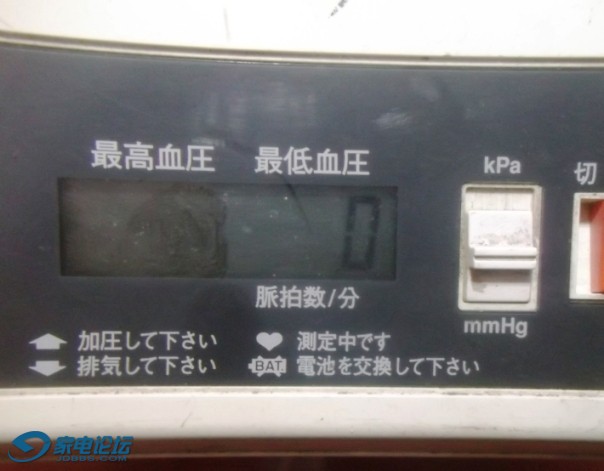 最高血圧 最低血圧
kPa
切
0
脈拍数/分
mmHg
加圧して下さい
測定中です
排気して下さい
BAT 電池を交換して下さい
家电论坛
JDBBS.COM